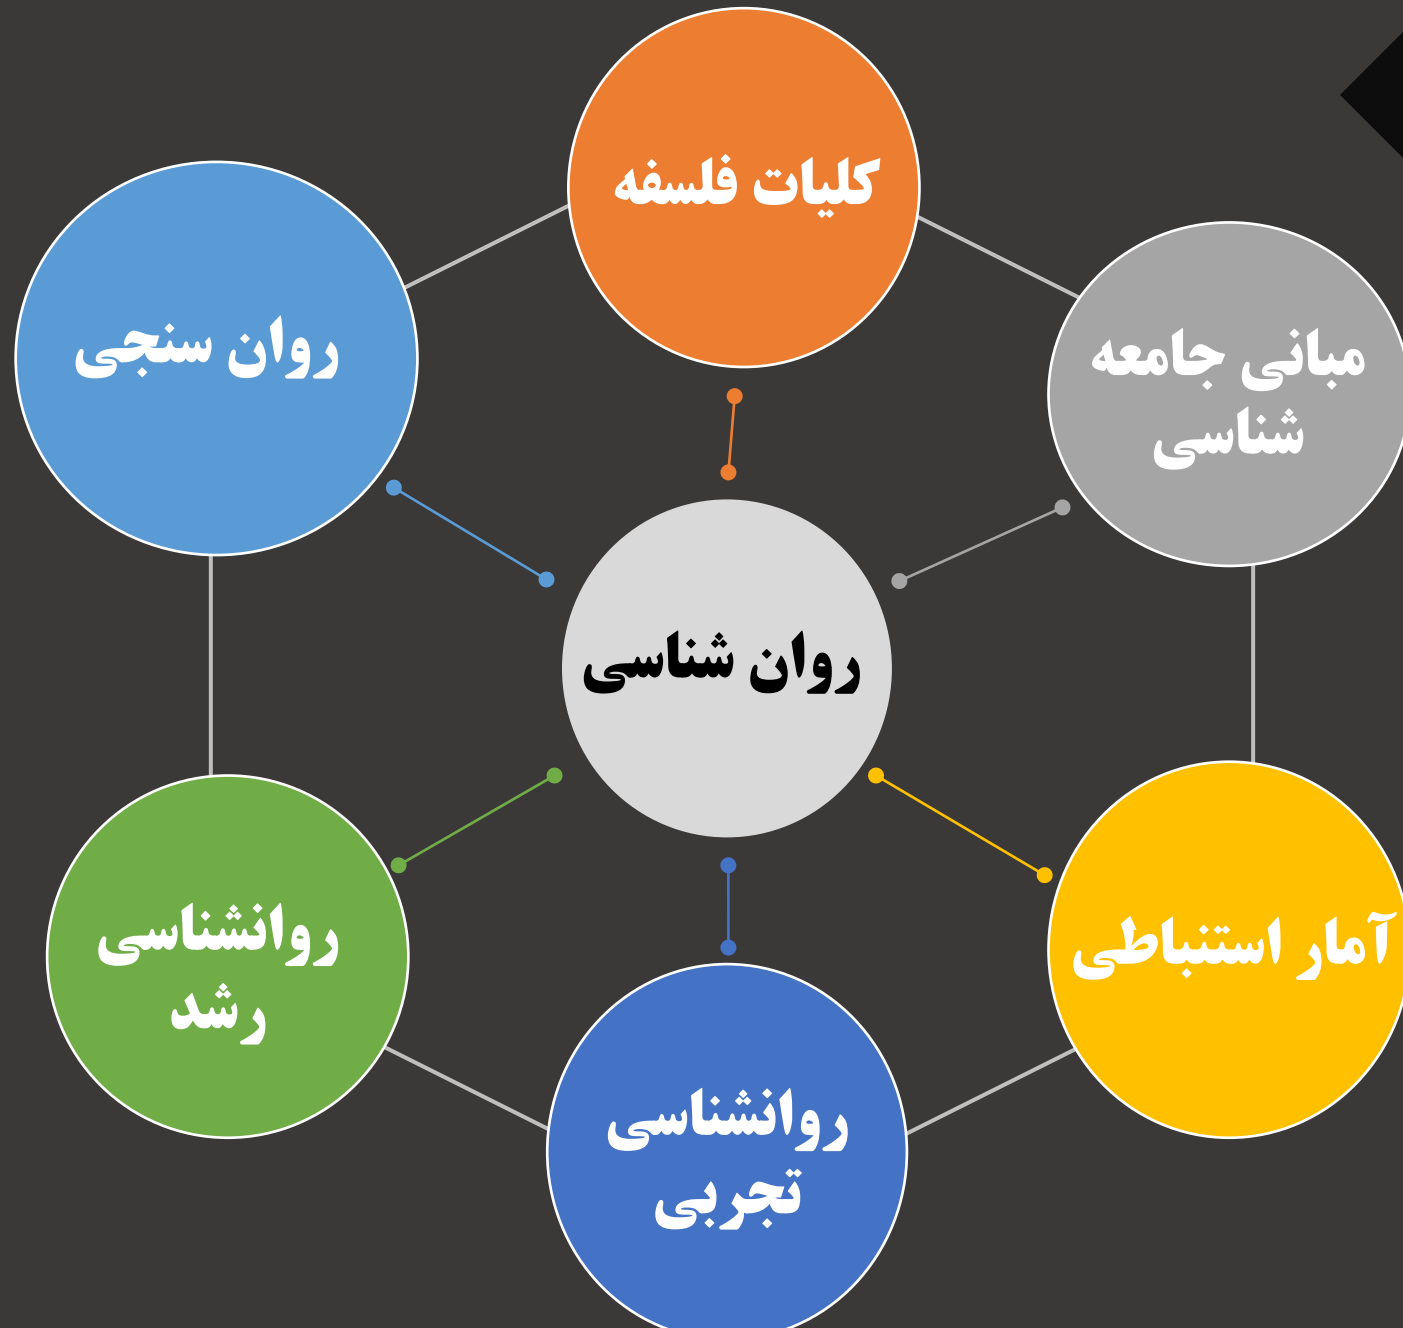 کلیات فلسفه
روان سنجی
مبانی جامعه
شناسی
روان شناسی
روانشناسی
رشد
آمار استنباطی
روانشناسی
تجربی